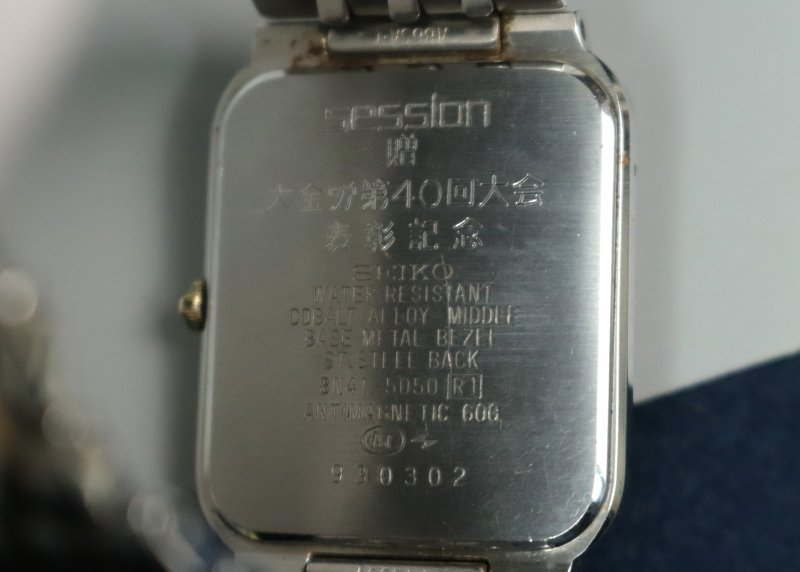 session
贈
大金労第40回大会
表彰記念
SEIKO
WATER RESISTANT
COBALT ALLOY MIDDLE
BASE METAL BEZEL
ST.STEEL BACK
8N41-5050 R1
ANTIMAGNETIC 60G
930302